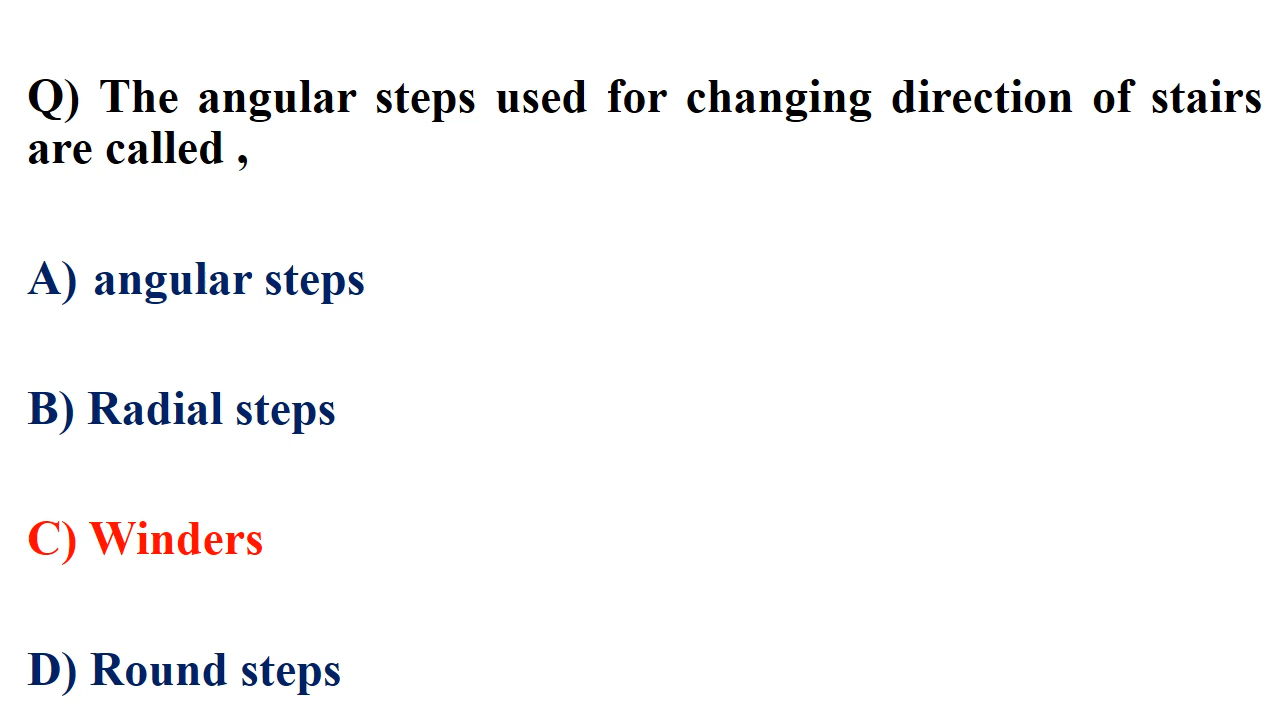 Q) The angular steps used for changing direction of stairs
are called ,
A) angular steps
B) Radial steps
C) Winders
D) Round steps